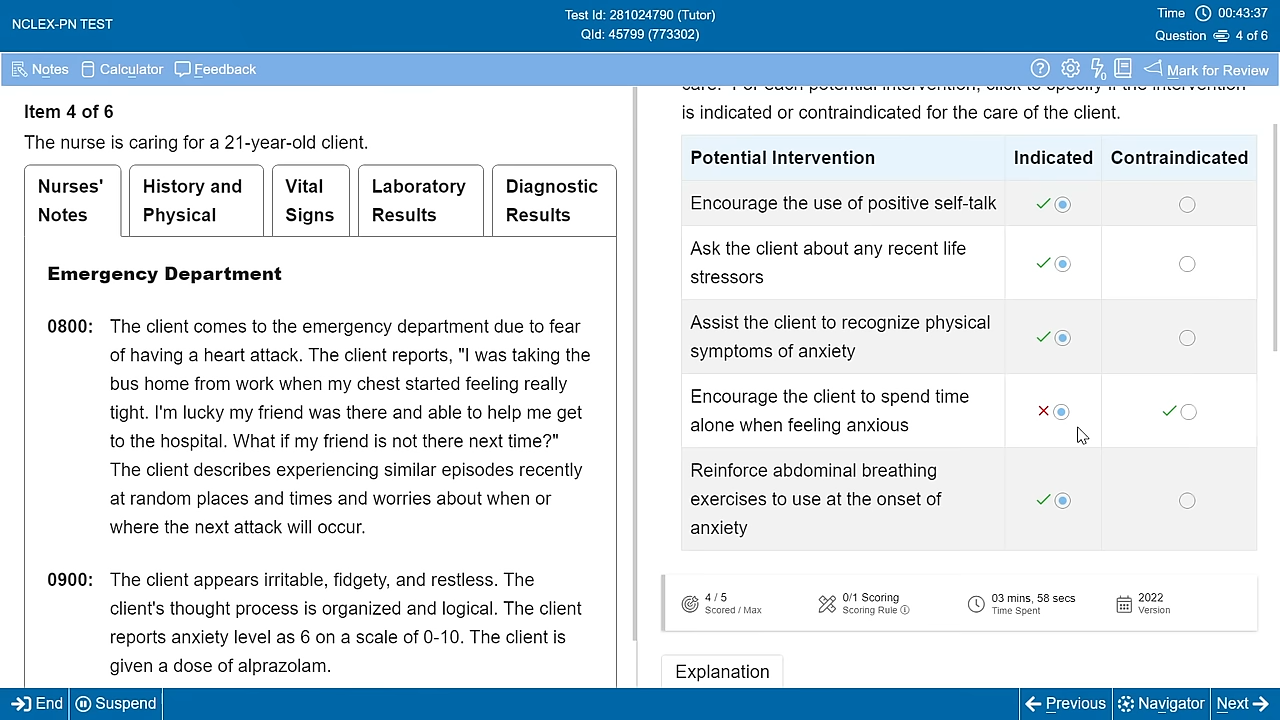 NCLEX-PN TEST
Test Id: 281024790 (Tutor)
QId: 45799 (773302)
Time 00:43:37
Question 4 of 6
Notes Calculator Feedback
Mark for Review
Item 4 of 6
The nurse is caring for a 21-year-old client.
Nurses' Notes
History and Physical
Vital Signs
Laboratory Results
Diagnostic Results
Emergency Department
0800: The client comes to the emergency department due to fear
of having a heart attack. The client reports, "I was taking the
bus home from work when my chest started feeling really
tight. I'm lucky my friend was there and able to help me get
to the hospital. What if my friend is not there next time?"
The client describes experiencing similar episodes recently
at random places and times and worries about when or
where the next attack will occur.
0900: The client appears irritable, fidgety, and restless. The
client's thought process is organized and logical. The client
reports anxiety level as 6 on a scale of 0-10. The client is
given a dose of alprazolam.
care. For each potential intervention, click to specify if the intervention
is indicated or contraindicated for the care of the client.
Potential Intervention Indicated Contraindicated
Encourage the use of positive self-talk
Ask the client about any recent life
stressors
Assist the client to recognize physical
symptoms of anxiety
Encourage the client to spend time
alone when feeling anxious
Reinforce abdominal breathing
exercises to use at the onset of
anxiety
4 / 5
Scored / Max
0/1 Scoring
Scoring Rule
03 mins, 58 secs
Time Spent
2022
Version
Explanation
End Suspend
Previous Navigator Next